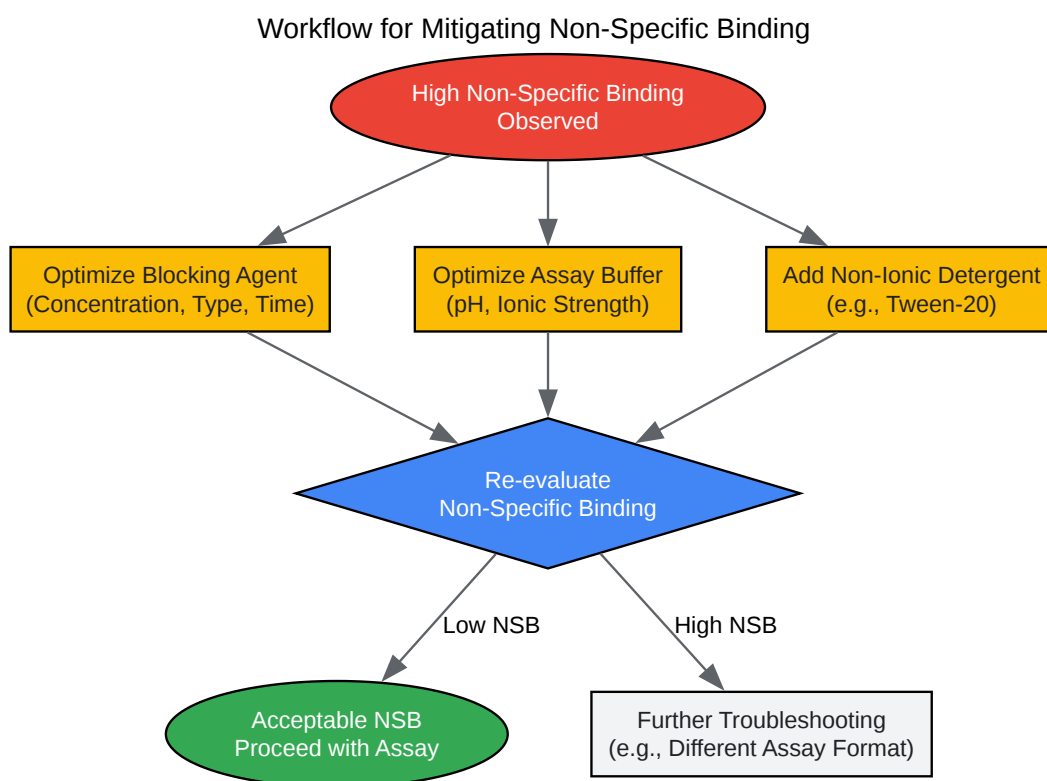 Workflow for Mitigating Non-Specific Binding
High Non-Specific Binding
Observed
Optimize Blocking Agent
(Concentration, Type, Time)
Optimize Assay Buffer
(pH, Ionic Strength)
Add Non-Ionic Detergent
(e.g., Tween-20)
Re-evaluate
Non-Specific Binding
Low NSB
High NSB
Acceptable NSB
Proceed with Assay
Further Troubleshooting
(e.g., Different Assay Format)